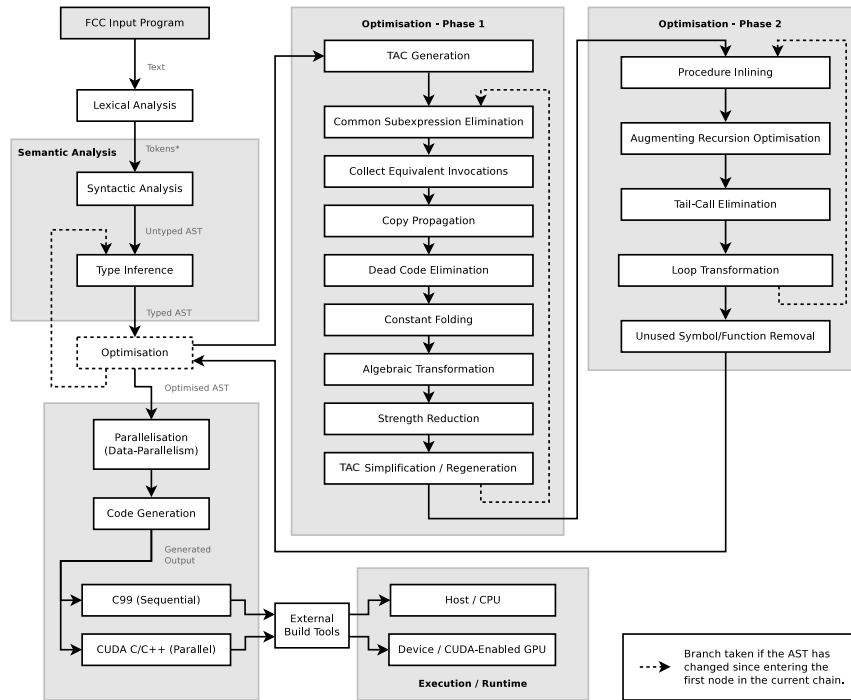 FCC Input Program
Text
Lexical Analysis
Tokens*
Semantic Analysis
Syntactic Analysis
Untyped AST
Type Inference
Typed AST
Optimisation
Optimised AST
Parallelisation
(Data-Parallelism)
Code Generation
Generated
Output
C99 (Sequential)
CUDA C/C++ (Parallel)
External
Build Tools
Optimisation - Phase 1
TAC Generation
Common Subexpression Elimination
Collect Equivalent Invocations
Copy Propagation
Dead Code Elimination
Constant Folding
Algebraic Transformation
Strength Reduction
TAC Simplification / Regeneration
Optimisation - Phase 2
Procedure Inlining
Augmenting Recursion Optimisation
Tail-Call Elimination
Loop Transformation
Unused Symbol/Function Removal
Host / CPU
Device / CUDA-Enabled GPU
Execution / Runtime
Branch taken if the AST has
changed since entering the
first node in the current chain.